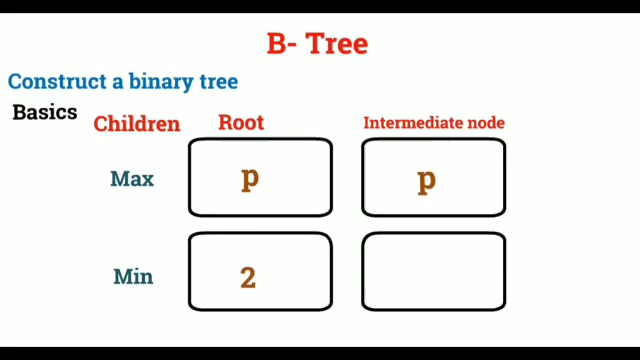 B- Tree
Construct a binary tree
Basics
Children Root Intermediate node
Max p p
Min 2